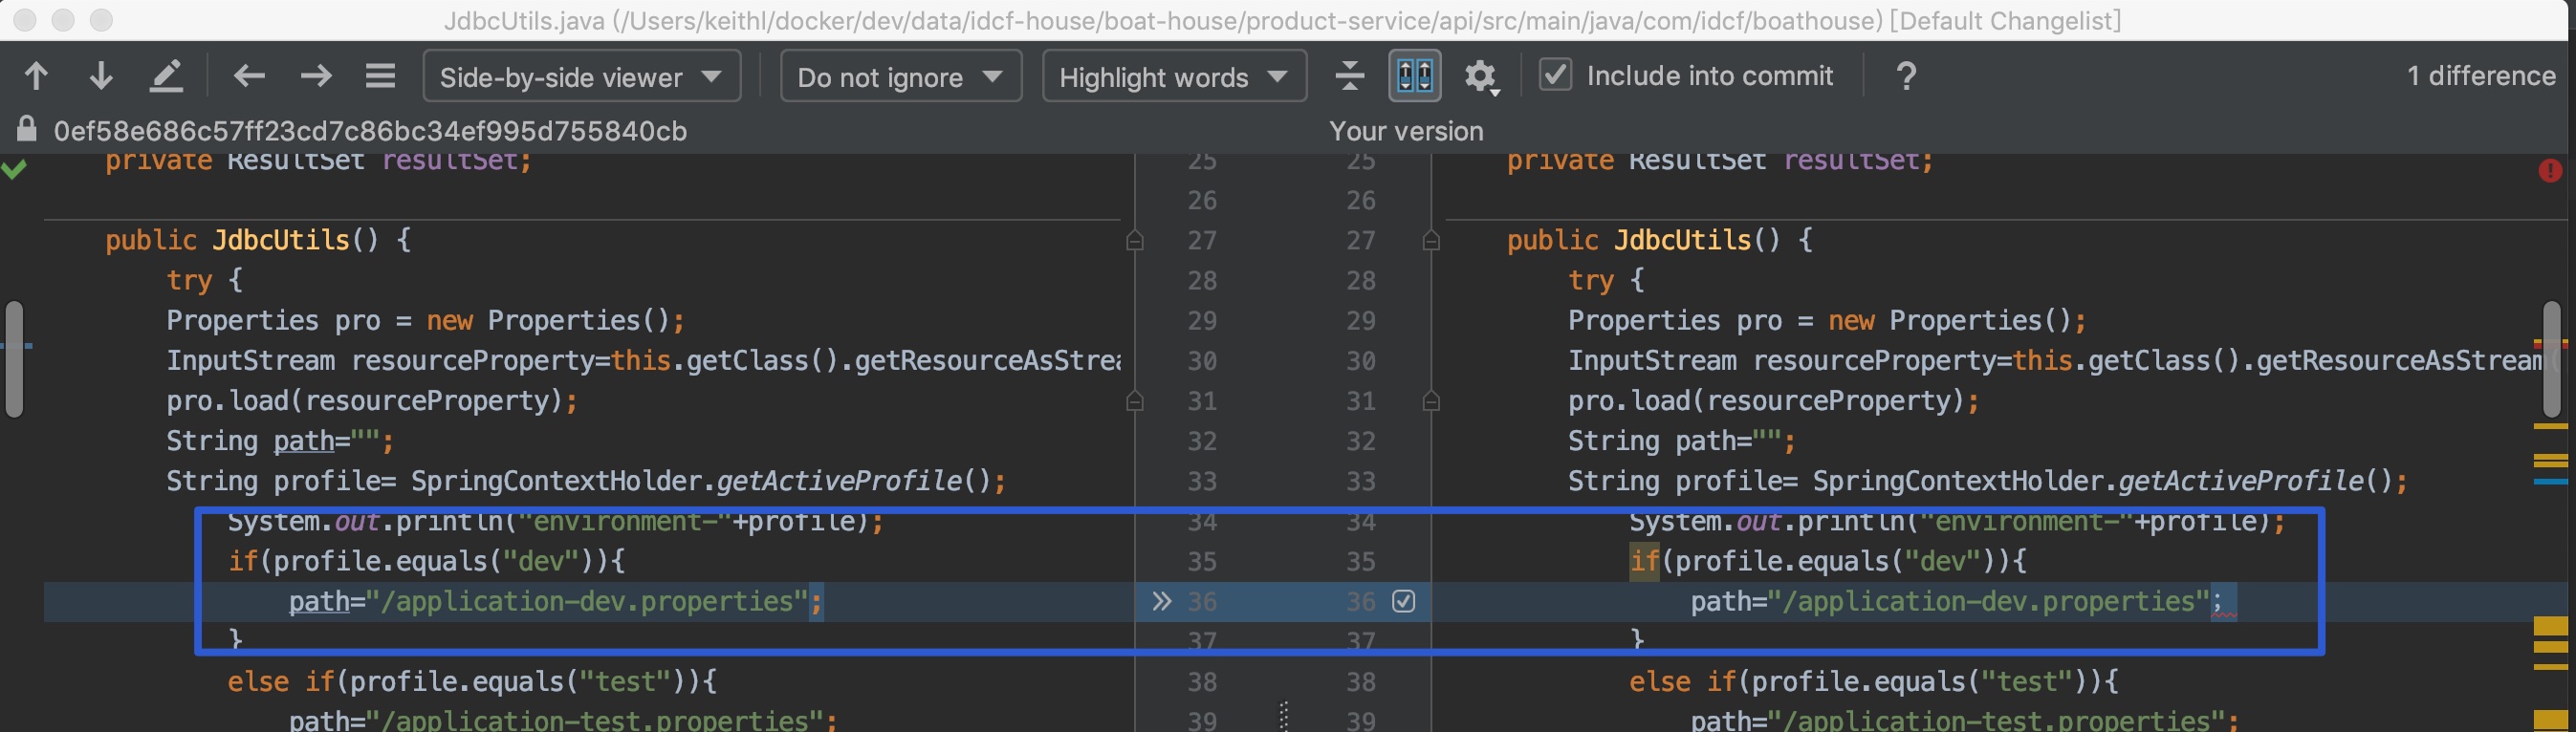 JdbcUtils.java (/Users/keithl/docker/dev/data/idcf-house/boat-house/product-service/api/src/main/java/com/idcf/boathouse) [Default Changelist]
Side-by-side viewer Do not ignore Highlight words Include into commit ? 1 difference
0ef58e686c57ff23cd7c86bc34ef995d755840cb Your version
private ResultSet resultSet; 25 25 private ResultSet resultSet;
26 26
public JdbcUtils() { 27 27 public JdbcUtils() {
try { 28 28 try {
Properties pro = new Properties(); 29 29 Properties pro = new Properties();
InputStream resourceProperty=this.getClass().getResourceAsStrea 30 30 InputStream resourceProperty=this.getClass().getResourceAsStream(
pro.load(resourceProperty); 31 31 pro.load(resourceProperty);
String path=""; 32 32 String path="";
String profile= SpringContextHolder.getActiveProfile(); 33 33 String profile= SpringContextHolder.getActiveProfile();
System.out.println("environment-"+profile); 34 34 System.out.println("environment-"+profile);
if(profile.equals("dev")){ 35 35 if(profile.equals("dev")){
path="/application-dev.properties"; 36 36 path="/application-dev.properties"；
} 37 37 }
else if(profile.equals("test")){ 38 38 else if(profile.equals("test")){
path="/application-test.properties"; 39 39 path="/application-test.properties";